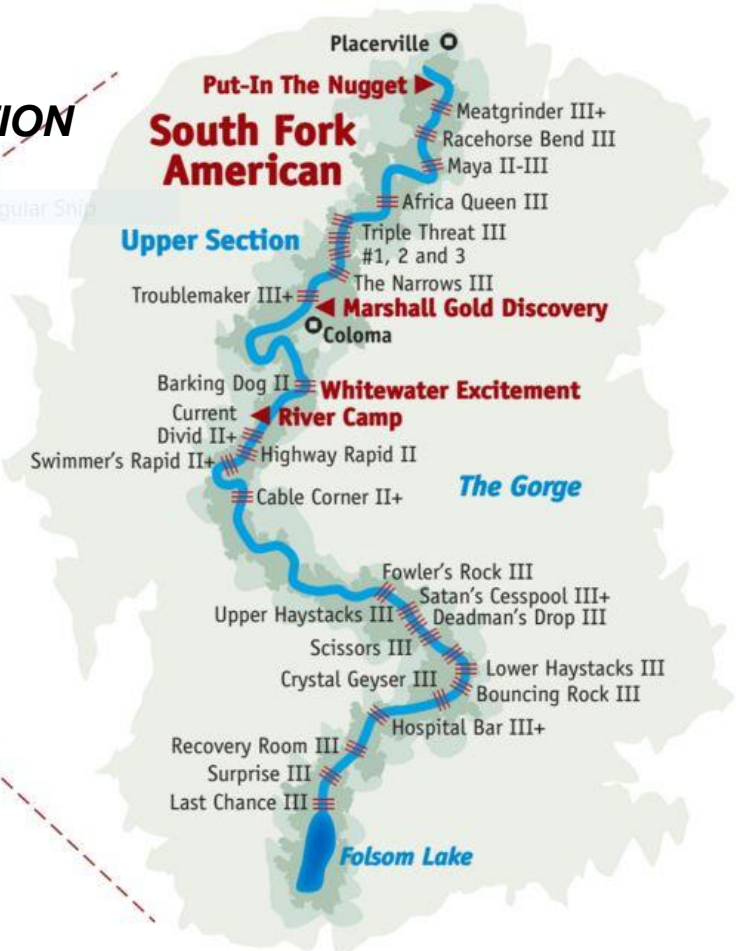 Placerville
Put-In The Nugget
TION
South Fork
American
Meatgrinder III+
Racehorse Bend III
Maya II-III
gular Snip
Africa Queen III
Upper Section
Triple Threat III
#1, 2 and 3
The Narrows III
Troublemaker III+
Marshall Gold Discovery
Coloma
Barking Dog II
Whitewater Excitement
River Camp
Current
Divid II+
Highway Rapid II
Swimmer's Rapid II+
The Gorge
Cable Corner II+
Fowler's Rock III
Satan's Cesspool III+
Upper Haystacks III
Deadman's Drop III
Scissors III
Lower Haystacks III
Crystal Geyser III
Bouncing Rock III
Hospital Bar III+
Recovery Room III
Surprise III
Last Chance III
Folsom Lake